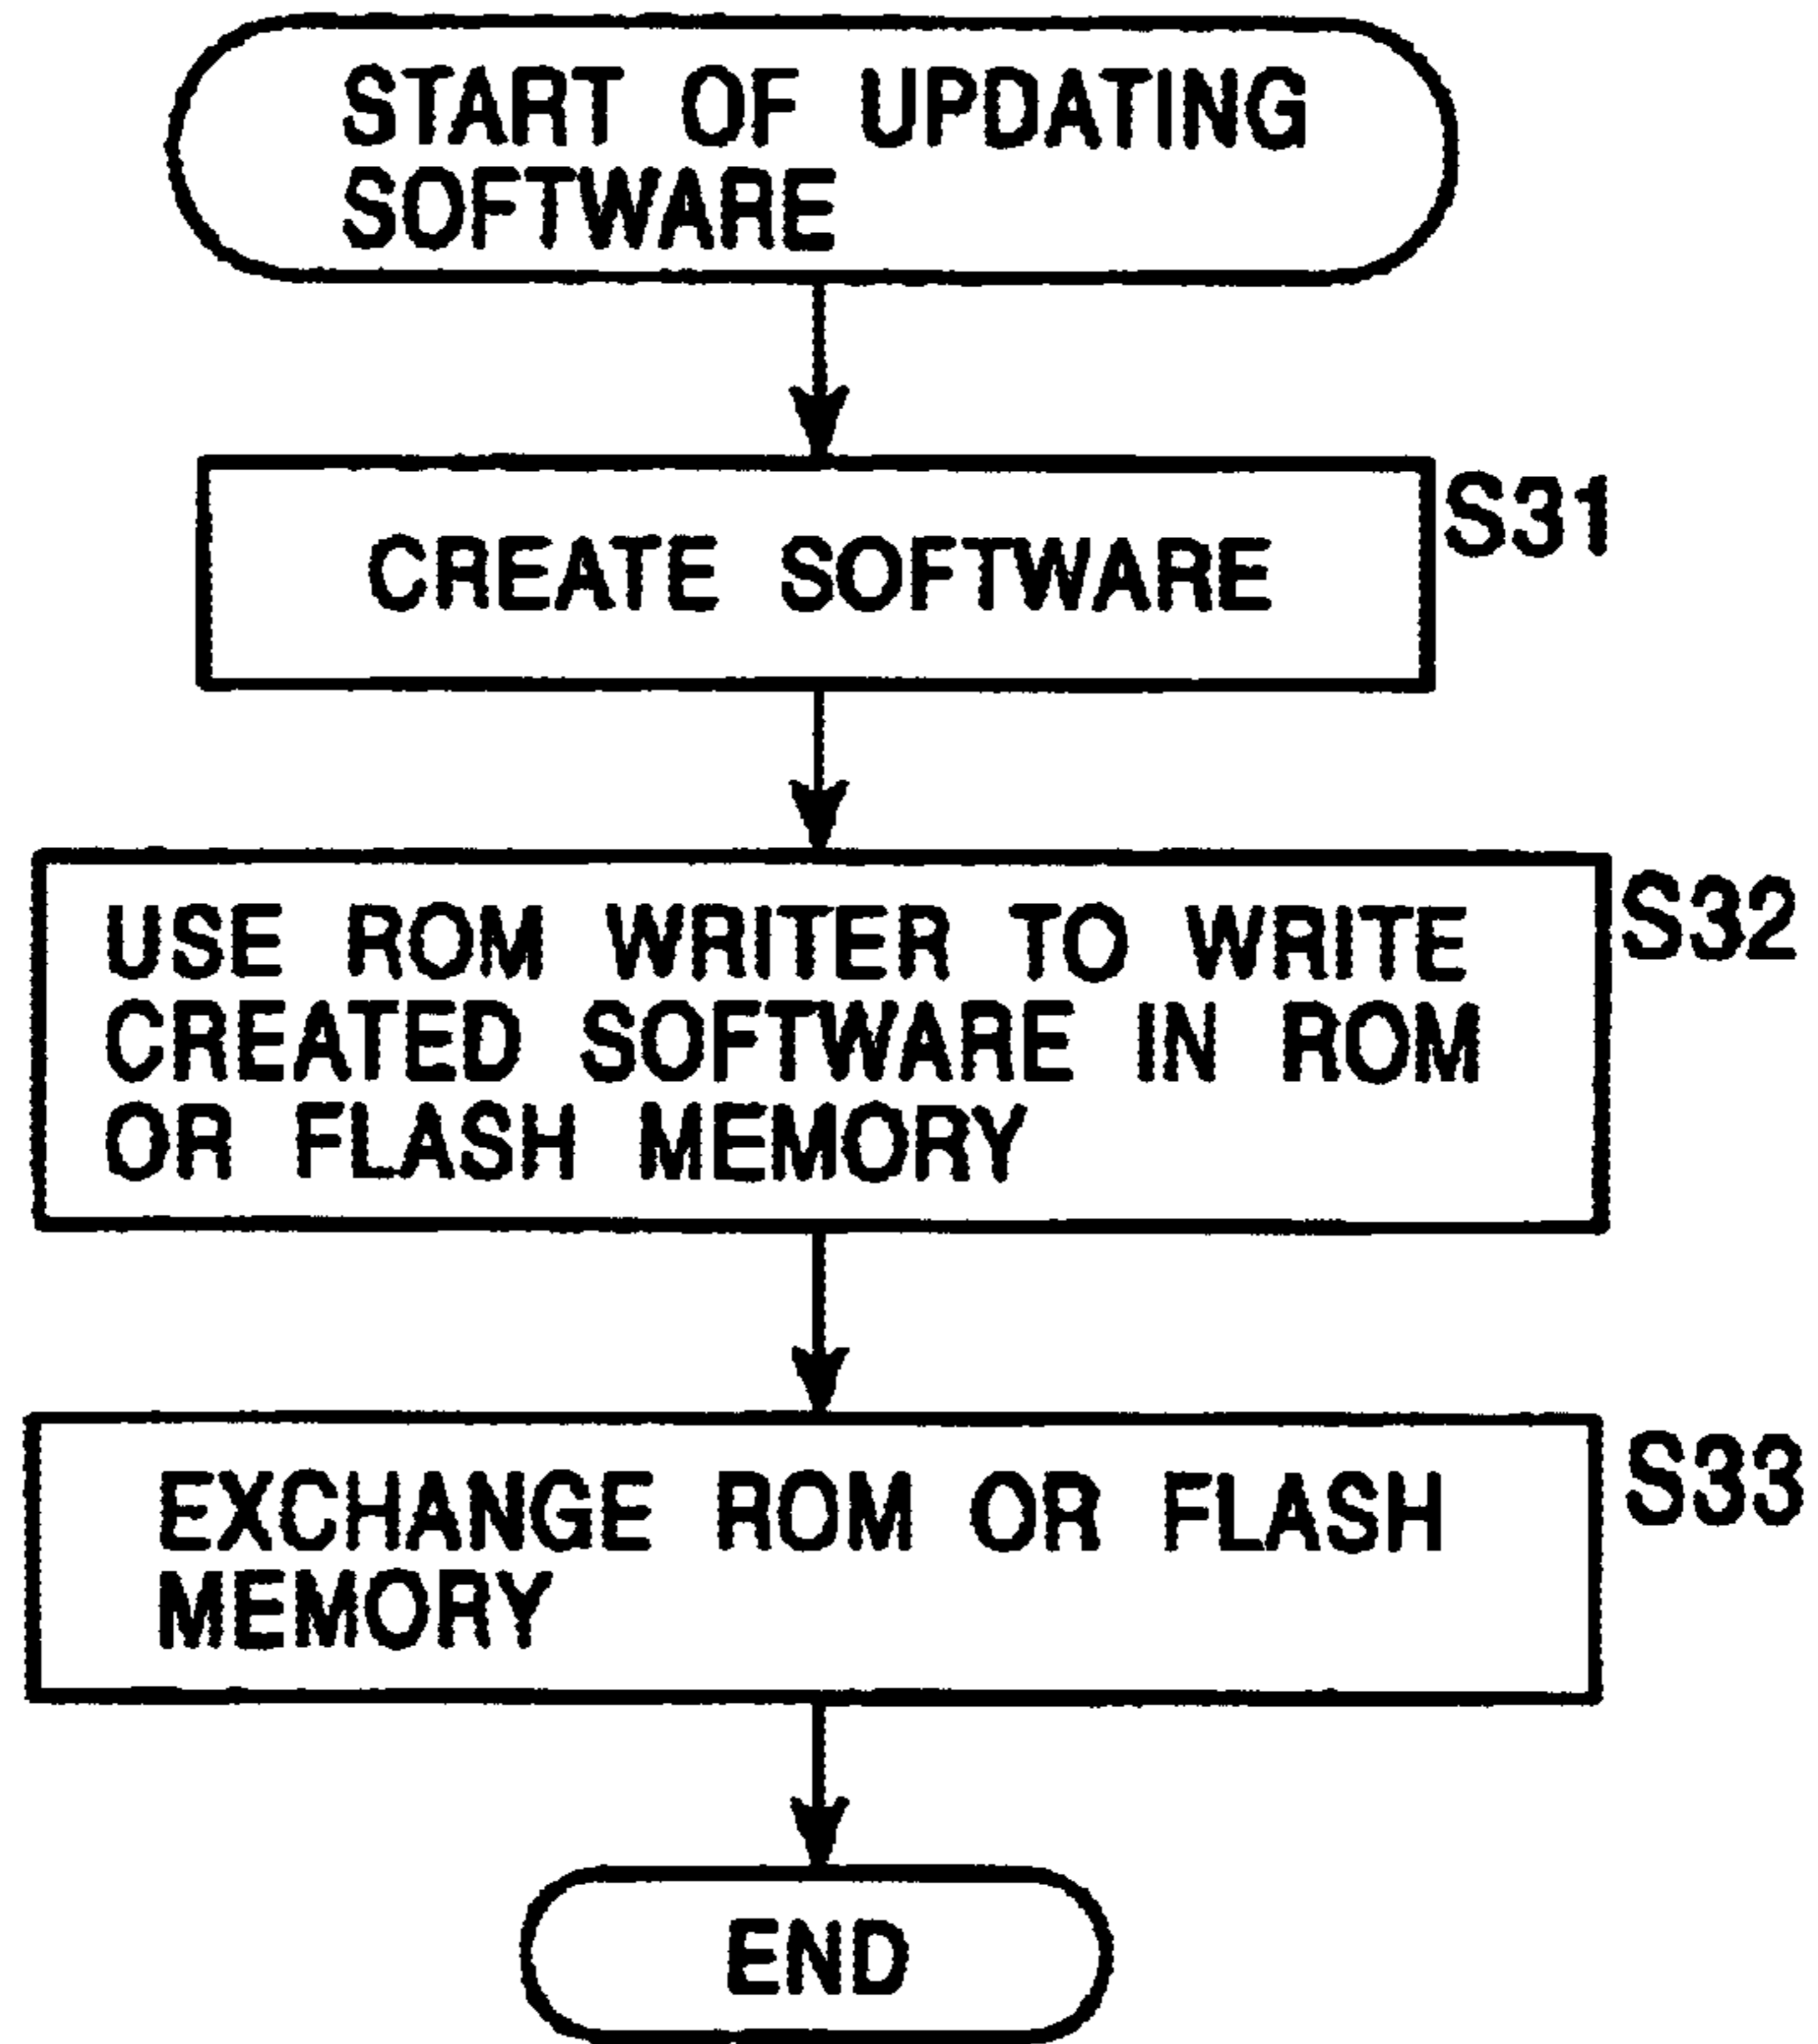 START OF UPDATING
SOFTWARE
S31
CREATE SOFTWARE
S32
USE ROM WRITER TO WRITE
CREATED SOFTWARE IN ROM
OR FLASH MEMORY
S33
EXCHANGE ROM OR FLASH
MEMORY
END